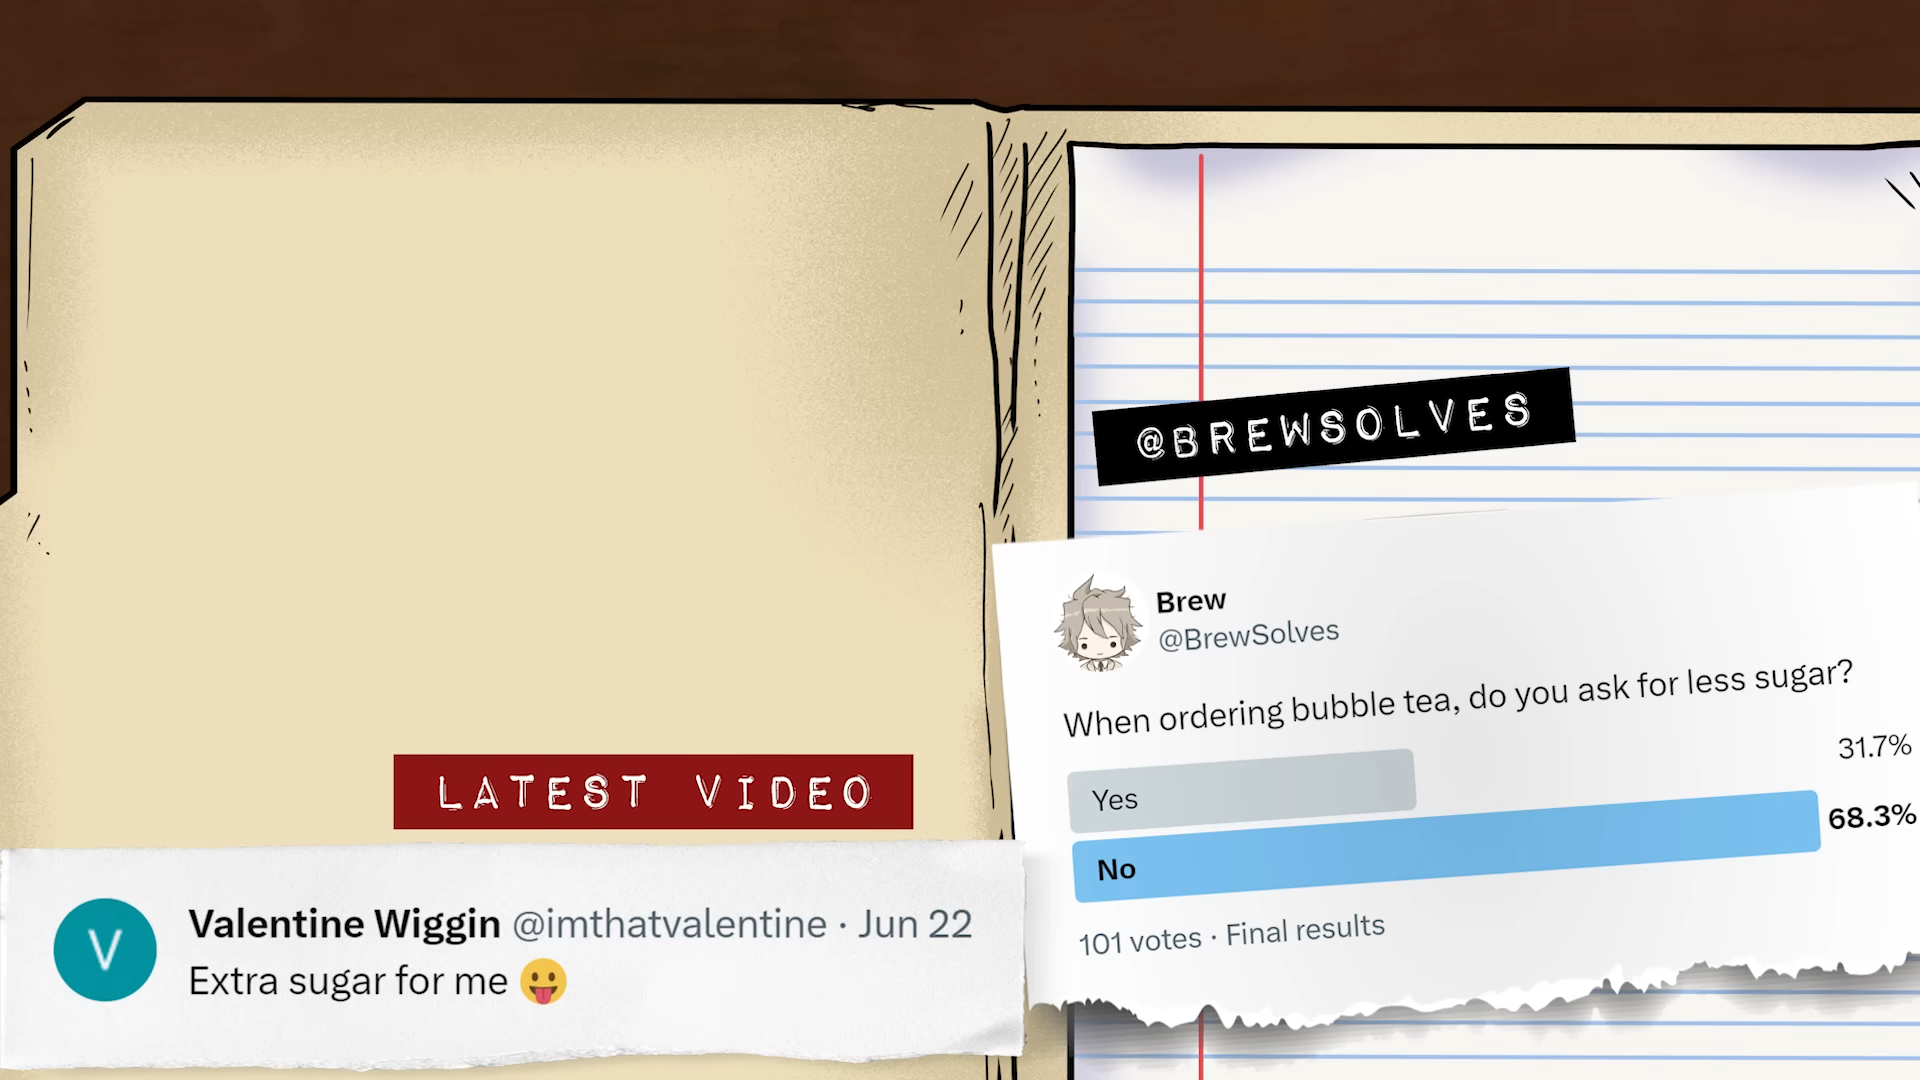 @BREWSOLVES
Brew
@BrewSolves
When ordering bubble tea, do you ask for less sugar?
31.7%
Yes
68.3%
No
101 votes · Final results
LATEST VIDEO
V
Valentine Wiggin @imthatvalentine · Jun 22
Extra sugar for me 😛